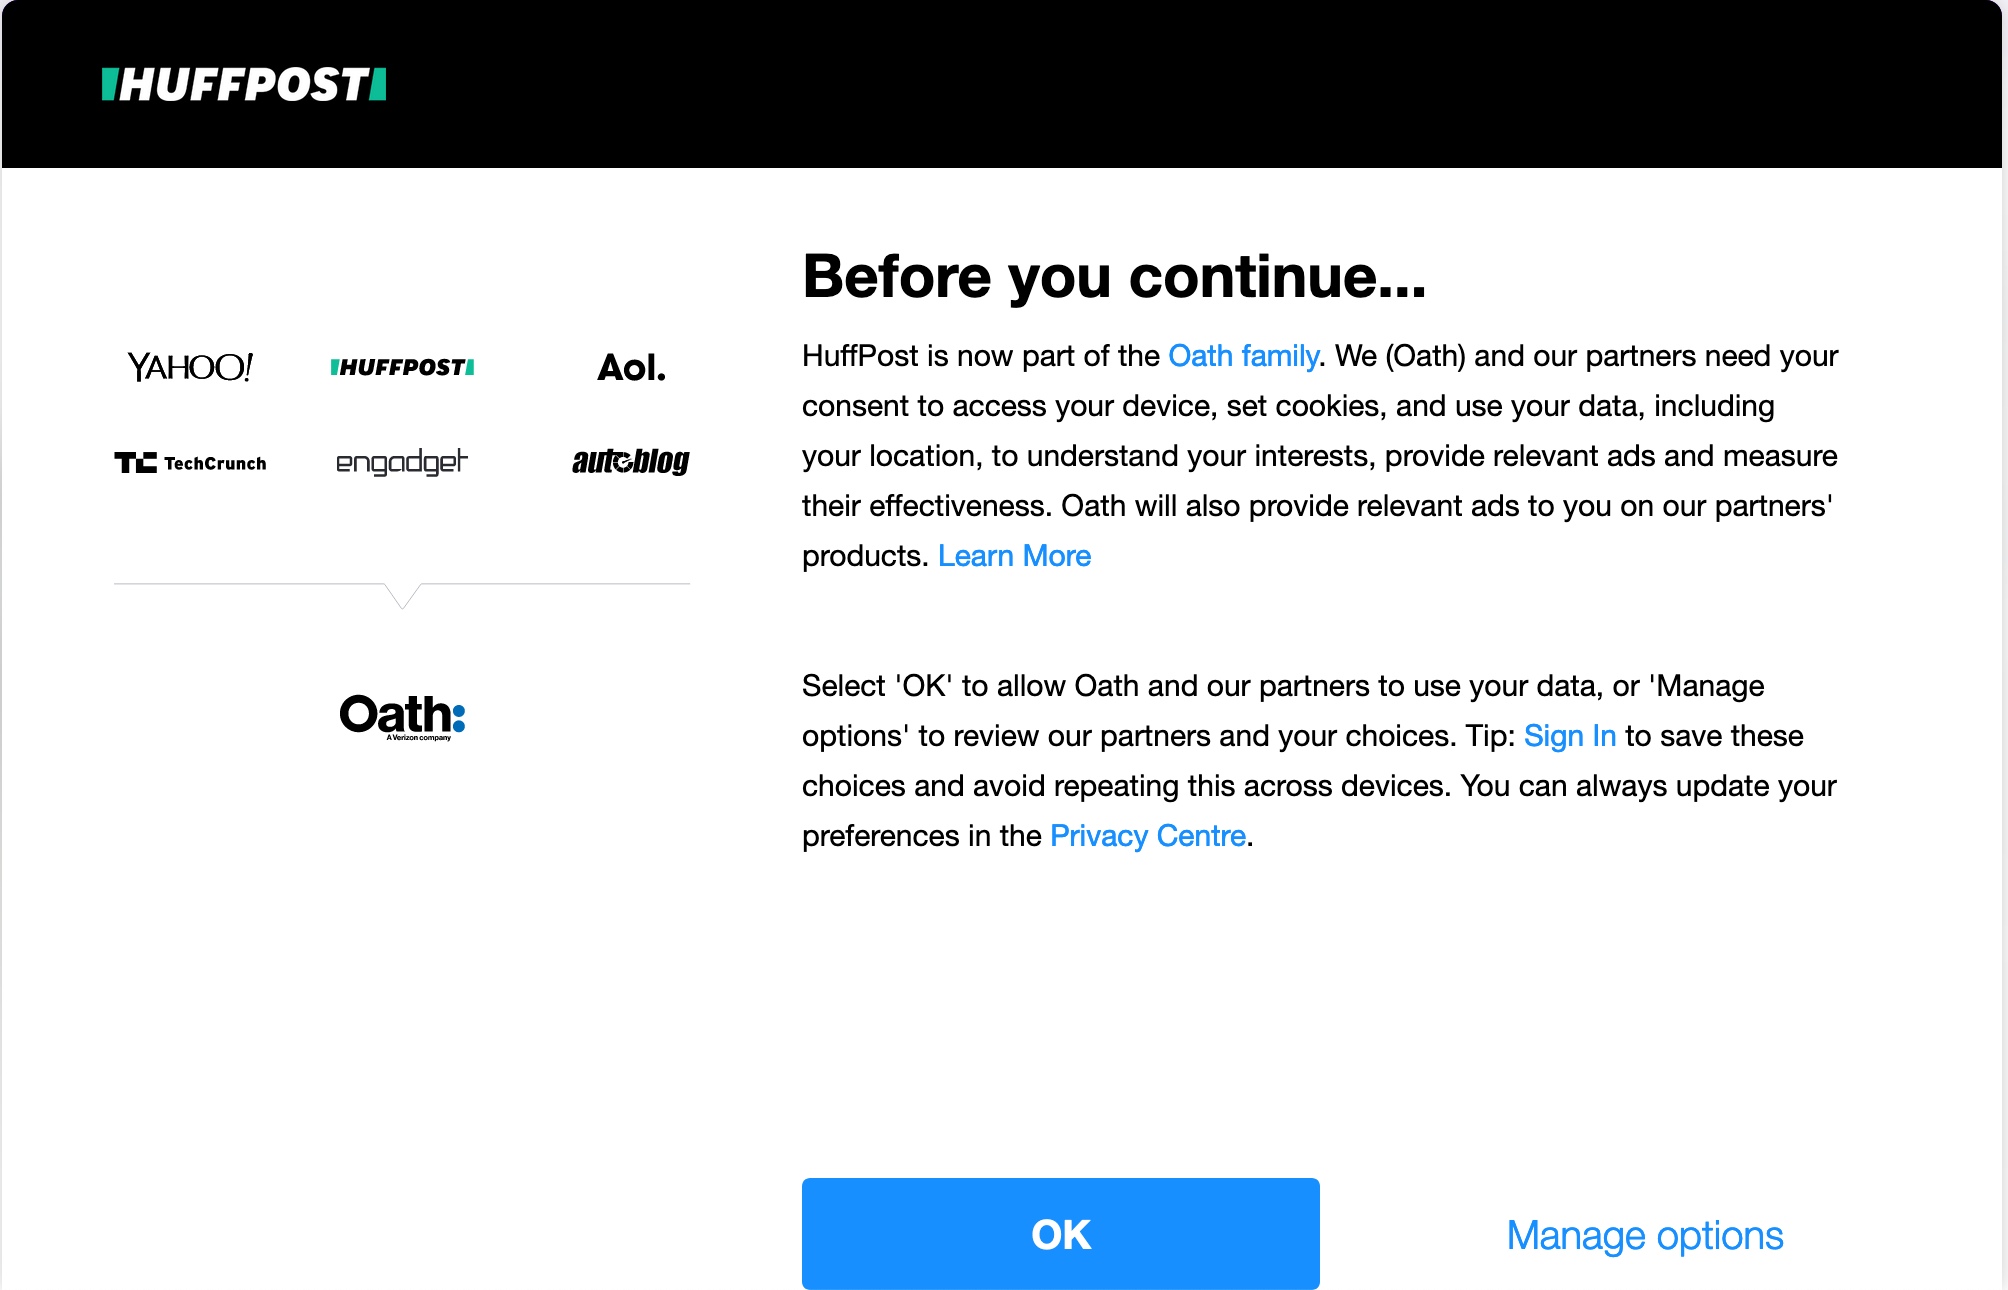 HUFFPOST
YAHOO! HUFFPOST Aol.
TC TechCrunch engadget autoblog
Oath:
A Verizon company
Before you continue...
HuffPost is now part of the Oath family. We (Oath) and our partners need your
consent to access your device, set cookies, and use your data, including
your location, to understand your interests, provide relevant ads and measure
their effectiveness. Oath will also provide relevant ads to you on our partners'
products. Learn More
Select 'OK' to allow Oath and our partners to use your data, or 'Manage
options' to review our partners and your choices. Tip: Sign In to save these
choices and avoid repeating this across devices. You can always update your
preferences in the Privacy Centre.
OK Manage options